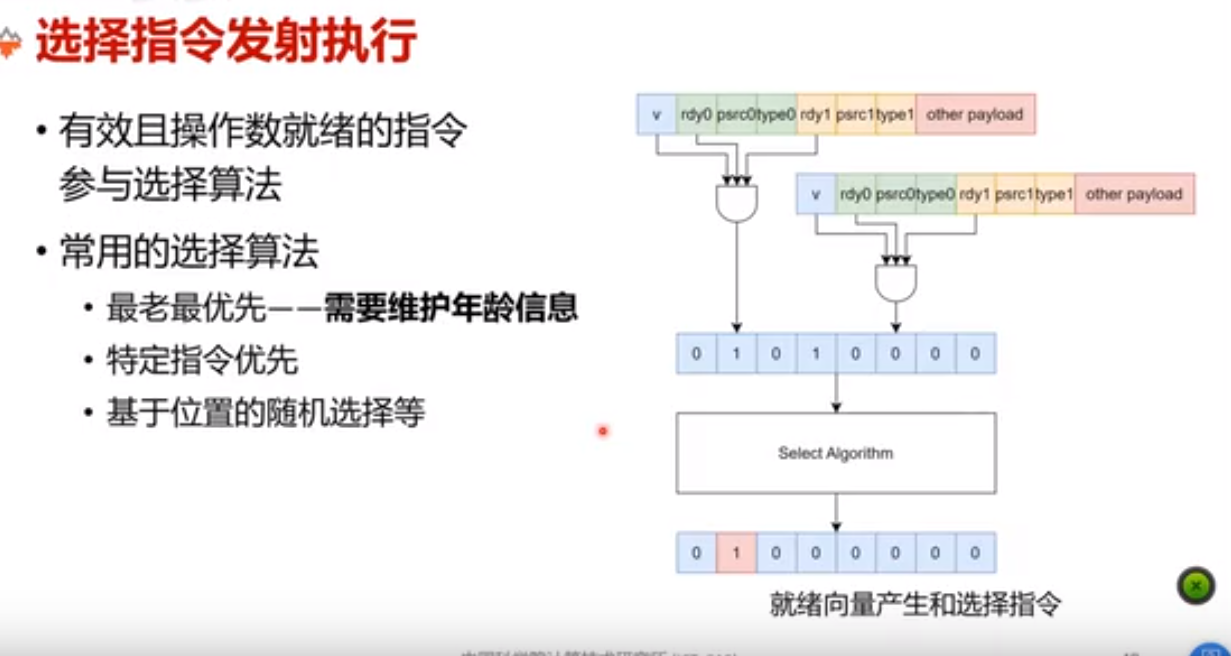 选择指令发射执行
• 有效且操作数就绪的指令
参与选择算法
• 常用的选择算法
• 最老最优先——需要维护年龄信息
• 特定指令优先
• 基于位置的随机选择等
v rdy0 psrc0 type0 rdy1 psrc1 type1 other payload
v rdy0 psrc0 type0 rdy1 psrc1 type1 other payload
0 1 0 1 0 0 0 0
Select Algorithm
0 1 0 0 0 0 0 0
就绪向量产生和选择指令